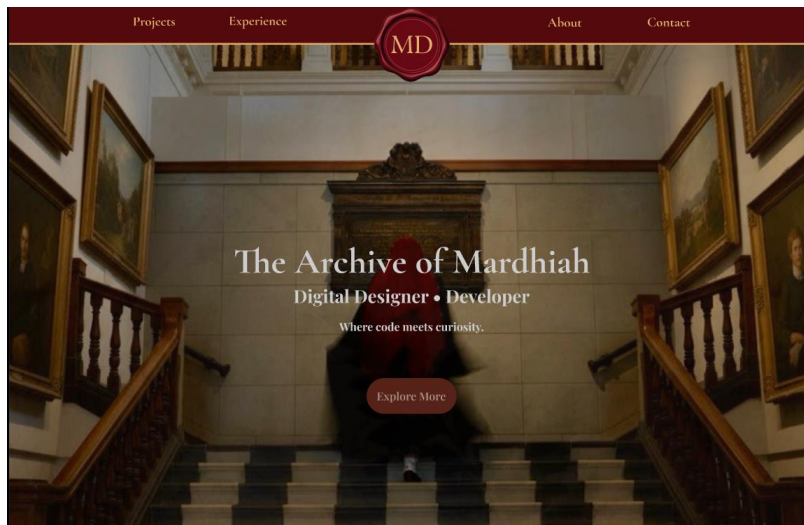 Projects
Experience
MD
About
Contact
The Archive of Mardhiah
Digital Designer • Developer
Where code meets curiosity.
Explore More